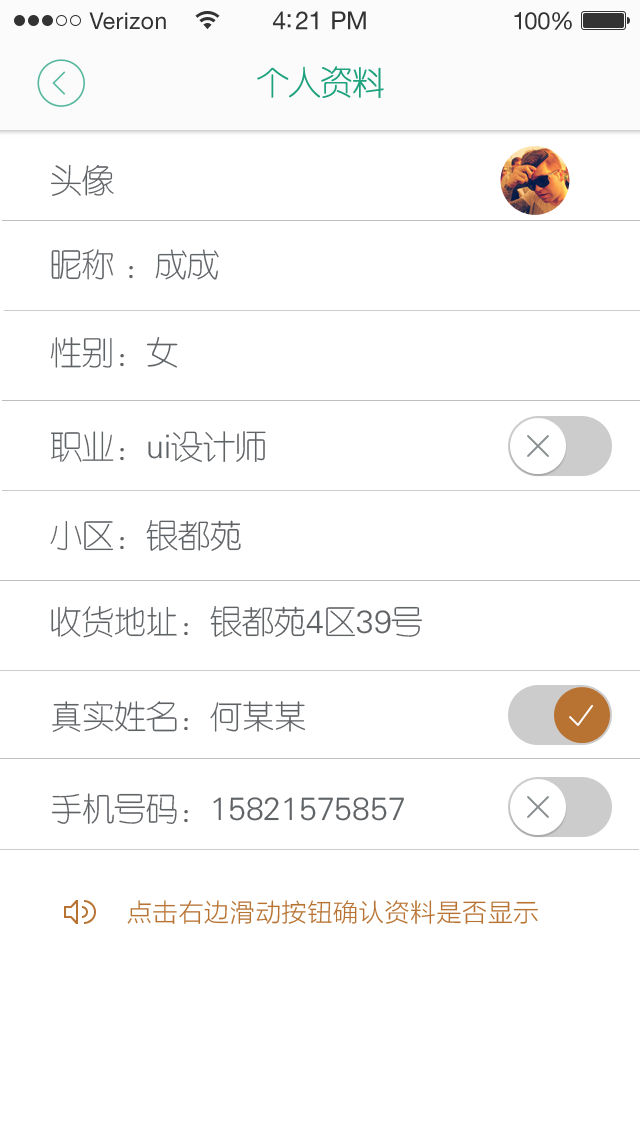 Verizon 4:21 PM 100%
个人资料
头像
昵称 ：成成
性别：女
职业：ui设计师
小区：银都苑
收货地址：银都苑4区39号
真实姓名：何某某
手机号码：15821575857
点击右边滑动按钮确认资料是否显示